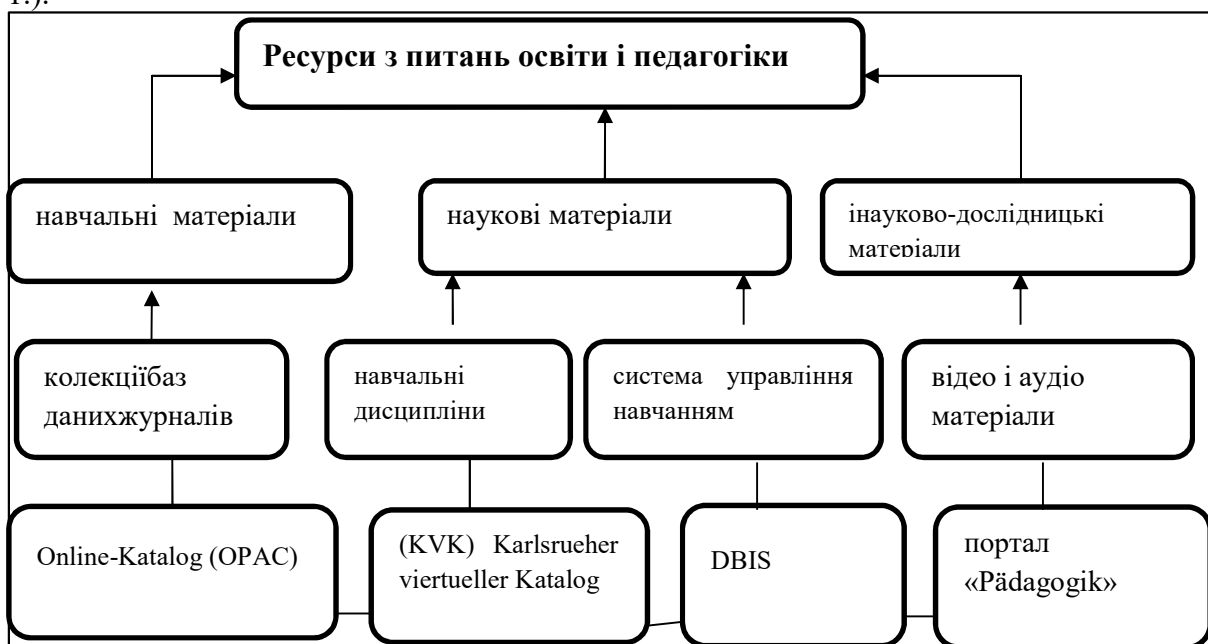 1.).
Ресурси з питань освіти і педагогіки
навчальні матеріали
наукові матеріали
інауково-дослідницькі
матеріали
колекціїбаз
данихжурналів
навчальні
дисципліни
система управління
навчанням
відео і аудіо
матеріали
Online-Katalog (OPAC)
(KVK) Karlsrueher
viertueller Katalog
DBIS
портал
«Pädagogik»